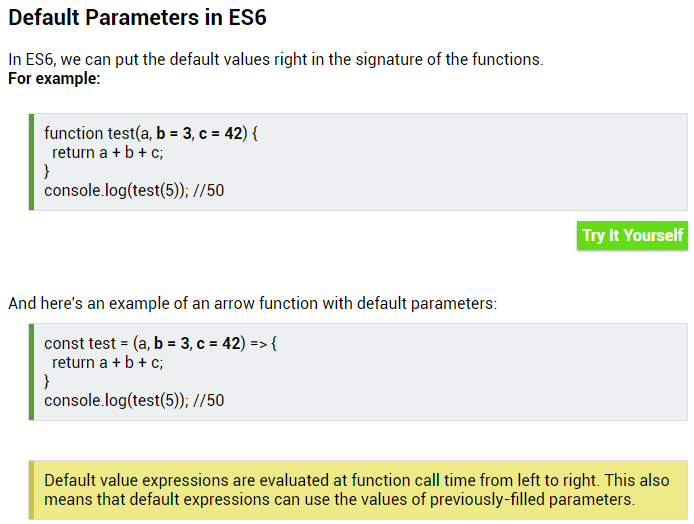 Default Parameters in ES6
In ES6, we can put the default values right in the signature of the functions.
For example:
function test(a, b = 3, c = 42) {
  return a + b + c;
}
console.log(test(5)); //50
Try It Yourself
And here's an example of an arrow function with default parameters:
const test = (a, b = 3, c = 42) => {
  return a + b + c;
}
console.log(test(5)); //50
Default value expressions are evaluated at function call time from left to right. This also
means that default expressions can use the values of previously-filled parameters.